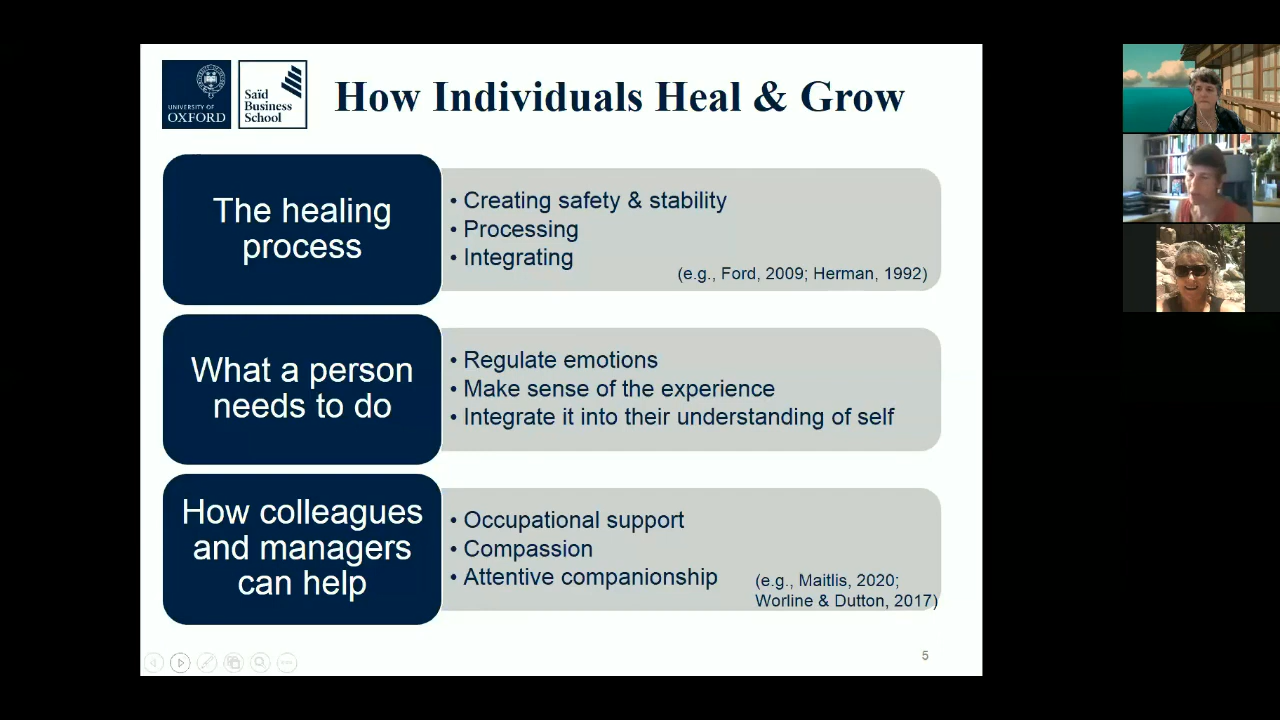 UNIVERSITY OF
OXFORD
Saïd
Business
School
How Individuals Heal & Grow
The healing
process
• Creating safety & stability
• Processing
• Integrating
(e.g., Ford, 2009; Herman, 1992)
What a person
needs to do
• Regulate emotions
• Make sense of the experience
• Integrate it into their understanding of self
How colleagues
and managers
can help
• Occupational support
• Compassion
• Attentive companionship
(e.g., Maitlis, 2020;
Worline & Dutton, 2017)
5